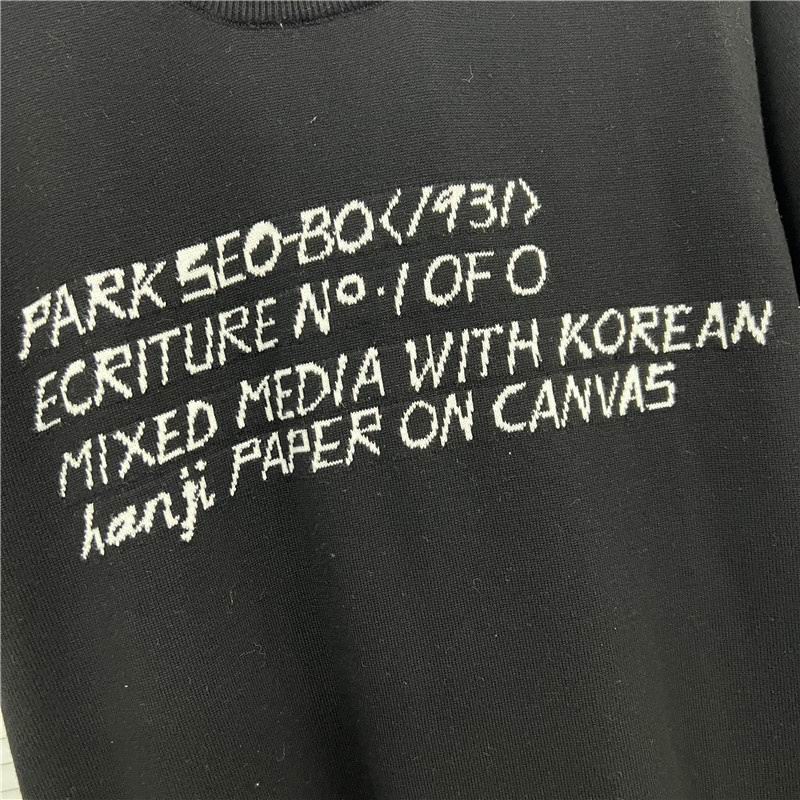 PARK SEO-BO <1931>
ECRITURE No.1 OF 0
MIXED MEDIA WITH KOREAN
hanji PAPER ON CANVAS